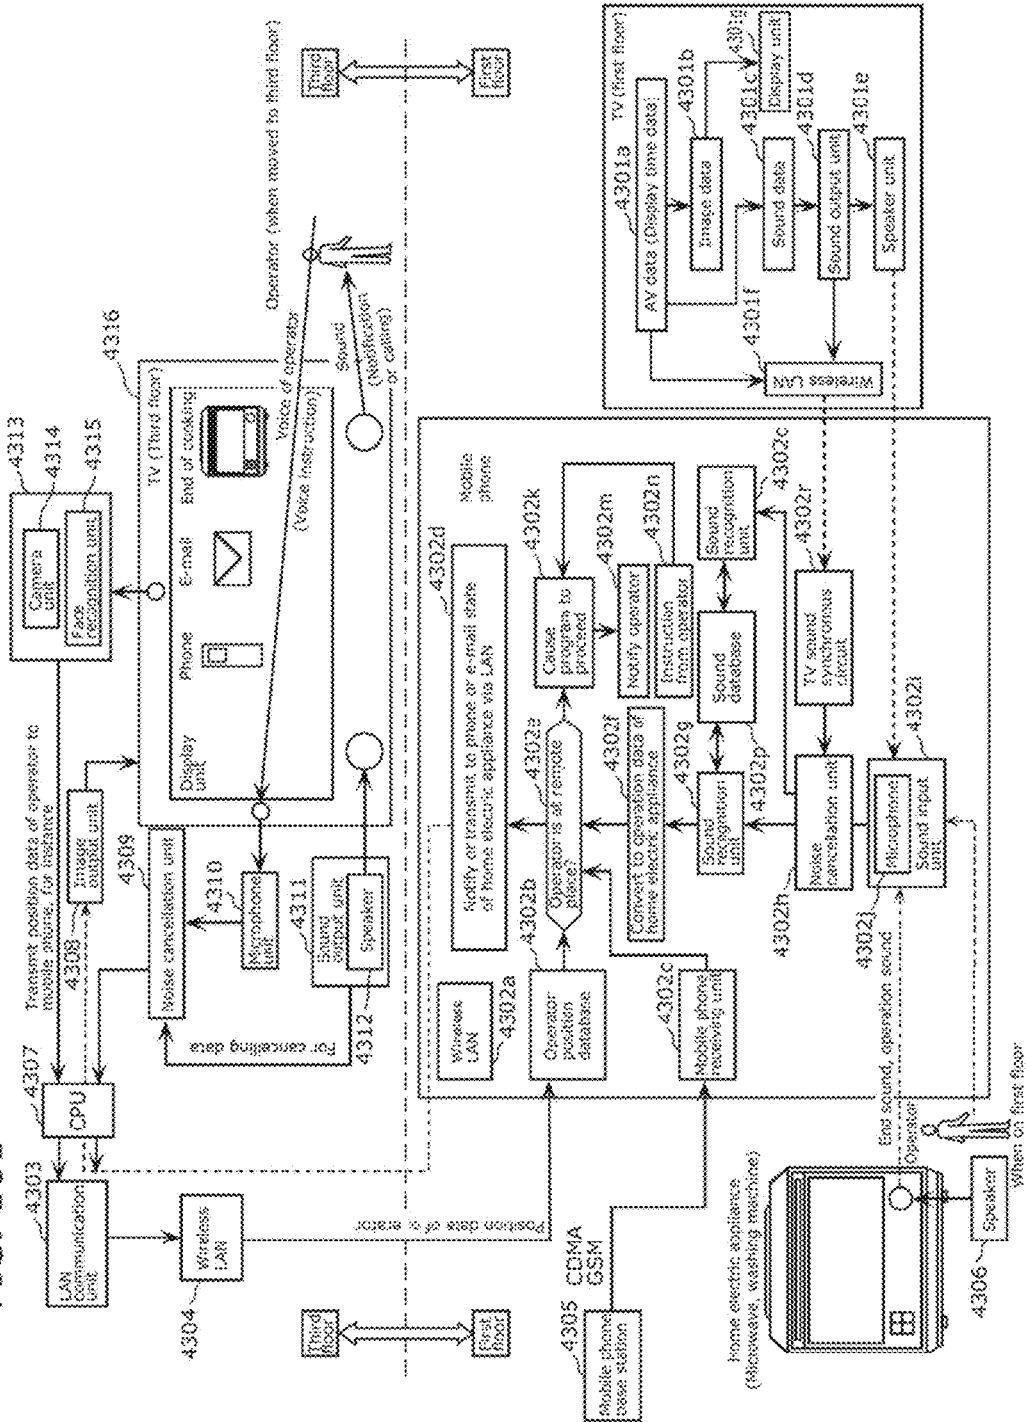 4303
LAN
communication
unit
4304
Wireless
LAN
4307
CPU
Transmit position data of operator to
mobile phone, for instance
4308
Image
output unit
4309
Noise cancellation unit
4310
Microphone
unit
4311
Sound
output unit
Speaker
4312
For cancelling data
4313
Camera
unit
4314
Face
recognition unit
4315
4316
TV (Third floor)
Display
unit
Phone
E-mail
End of cooking
Voice of operator
(Voice instruction)
Sound
(Notification
or calling)
Operator (when moved to third floor)
Third
floor
First
floor
Third
floor
First
floor
Position data of operator
4305
Mobile phone
base station
CDMA
GSM
Home electric appliance
(Microwave, washing machine)
End sound, operation sound
Operator
4306
Speaker
When on first floor
Mobile
phone
Wireless
LAN
4302a
4302b
Operator
position
database
4302c
Mobile phone
receiving unit
4302d
Notify or transmit to phone or e-mail state
of home electric appliance via LAN
4302e
Operator is at remote
place?
4302f
Convert to operation data of
home electric appliance
4302g
Sound
recognition
unit
4302h
Noise
cancellation unit
4302i
Sound input
unit
4302j
Microphone
4302k
Cause
program to
proceed
4302m
Notify operator
4302n
Instruction
from operator
4302p
Sound
database
4302c
Sound
recognition
unit
4302r
TV sound
synchronous
circuit
TV (first floor)
4301a
AV data (Display time data)
4301b
Image data
4301g
Display unit
4301c
Sound data
4301d
Sound output unit
4301e
Speaker unit
4301f
Wireless LAN